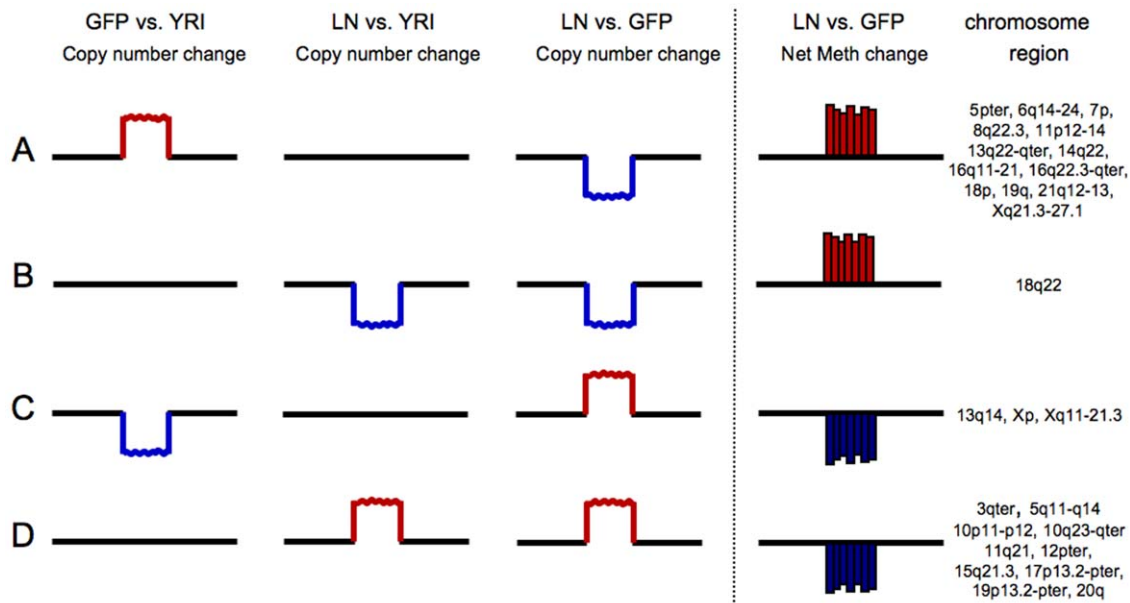 GFP vs. YRI LN vs. YRI LN vs. GFP LN vs. GFP chromosome
Copy number change Copy number change Copy number change Net Meth change region
A
5pter, 6q14-24, 7p,
8q22.3, 11p12-14
13q22-qter, 14q22,
16q11-21, 16q22.3-qter,
18p, 19q, 21q12-13,
Xq21.3-27.1
B 18q22
C 13q14, Xp, Xq11-21.3
D
3qter, 5q11-q14
10p11-p12, 10q23-qter
11q21, 12pter,
15q21.3, 17p13.2-pter,
19p13.2-pter, 20q